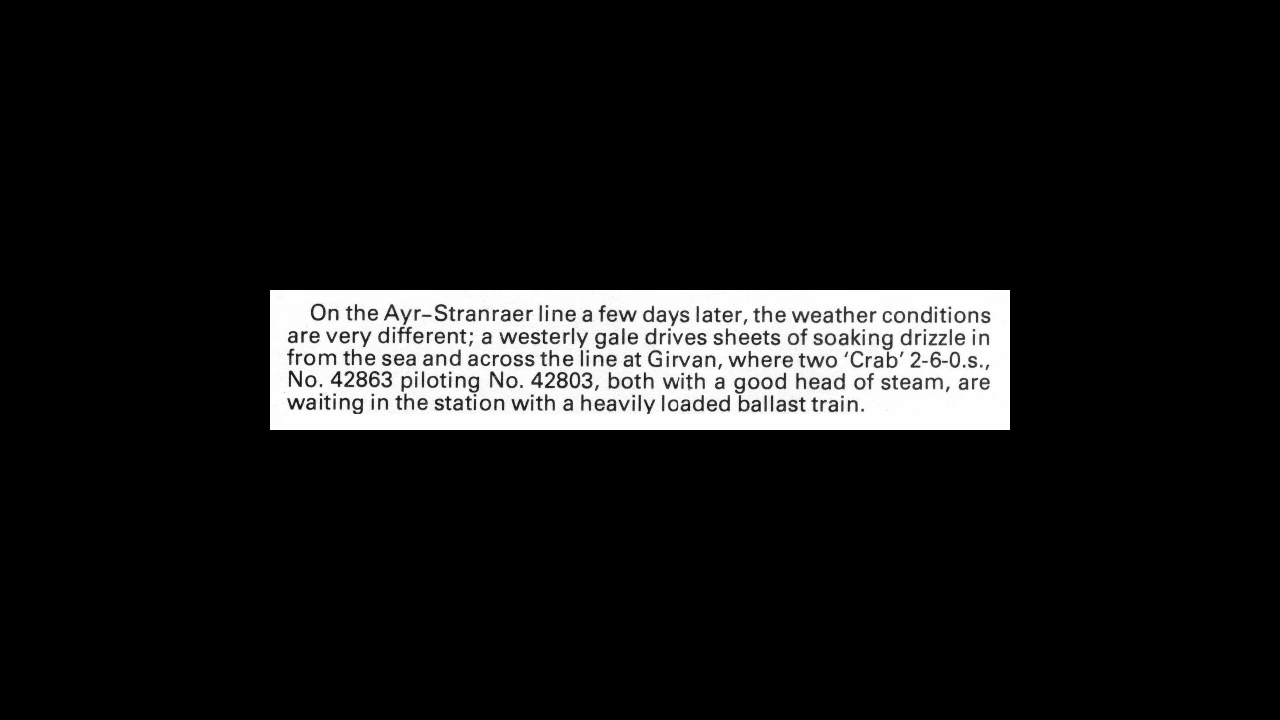 On the Ayr–Stranraer line a few days later, the weather conditions
are very different; a westerly gale drives sheets of soaking drizzle in
from the sea and across the line at Girvan, where two ‘Crab’ 2-6-0.s.,
No. 42863 piloting No. 42803, both with a good head of steam, are
waiting in the station with a heavily loaded ballast train.